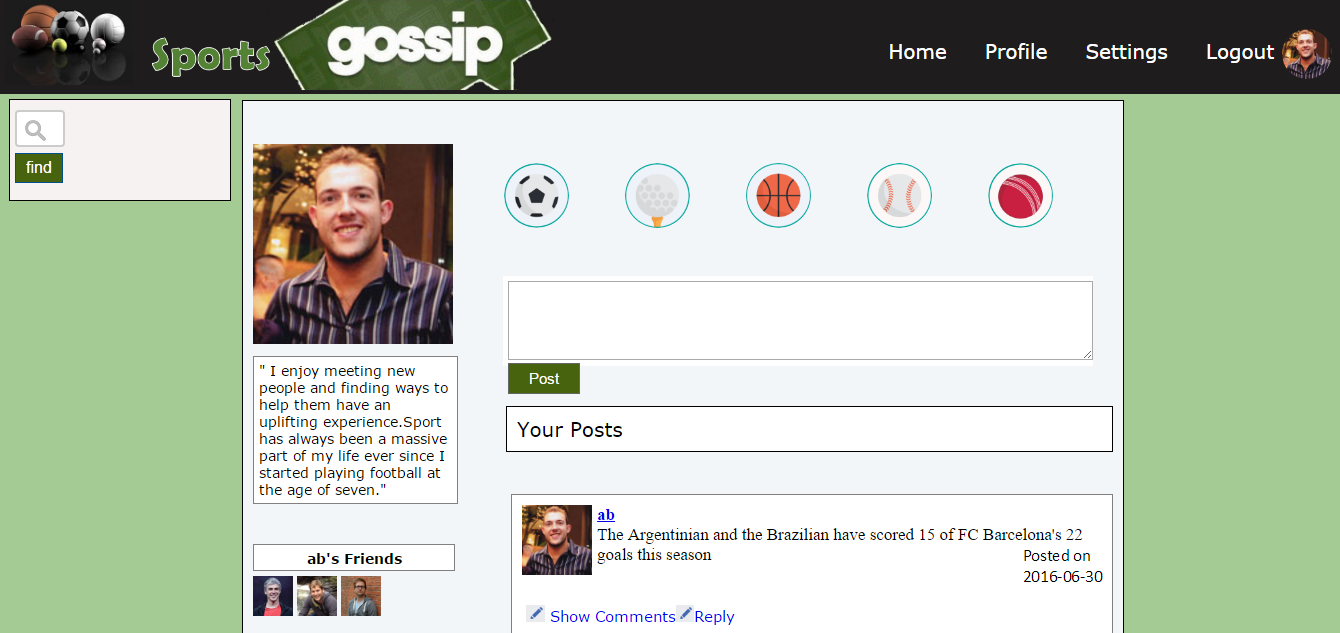 Sports gossip
Home Profile Settings Logout
find
" I enjoy meeting new
people and finding ways to
help them have an
uplifting experience.Sport
has always been a massive
part of my life ever since I
started playing football at
the age of seven."
ab's Friends
Post
Your Posts
ab
The Argentinian and the Brazilian have scored 15 of FC Barcelona's 22
goals this season
Posted on
2016-06-30
Show Comments Reply